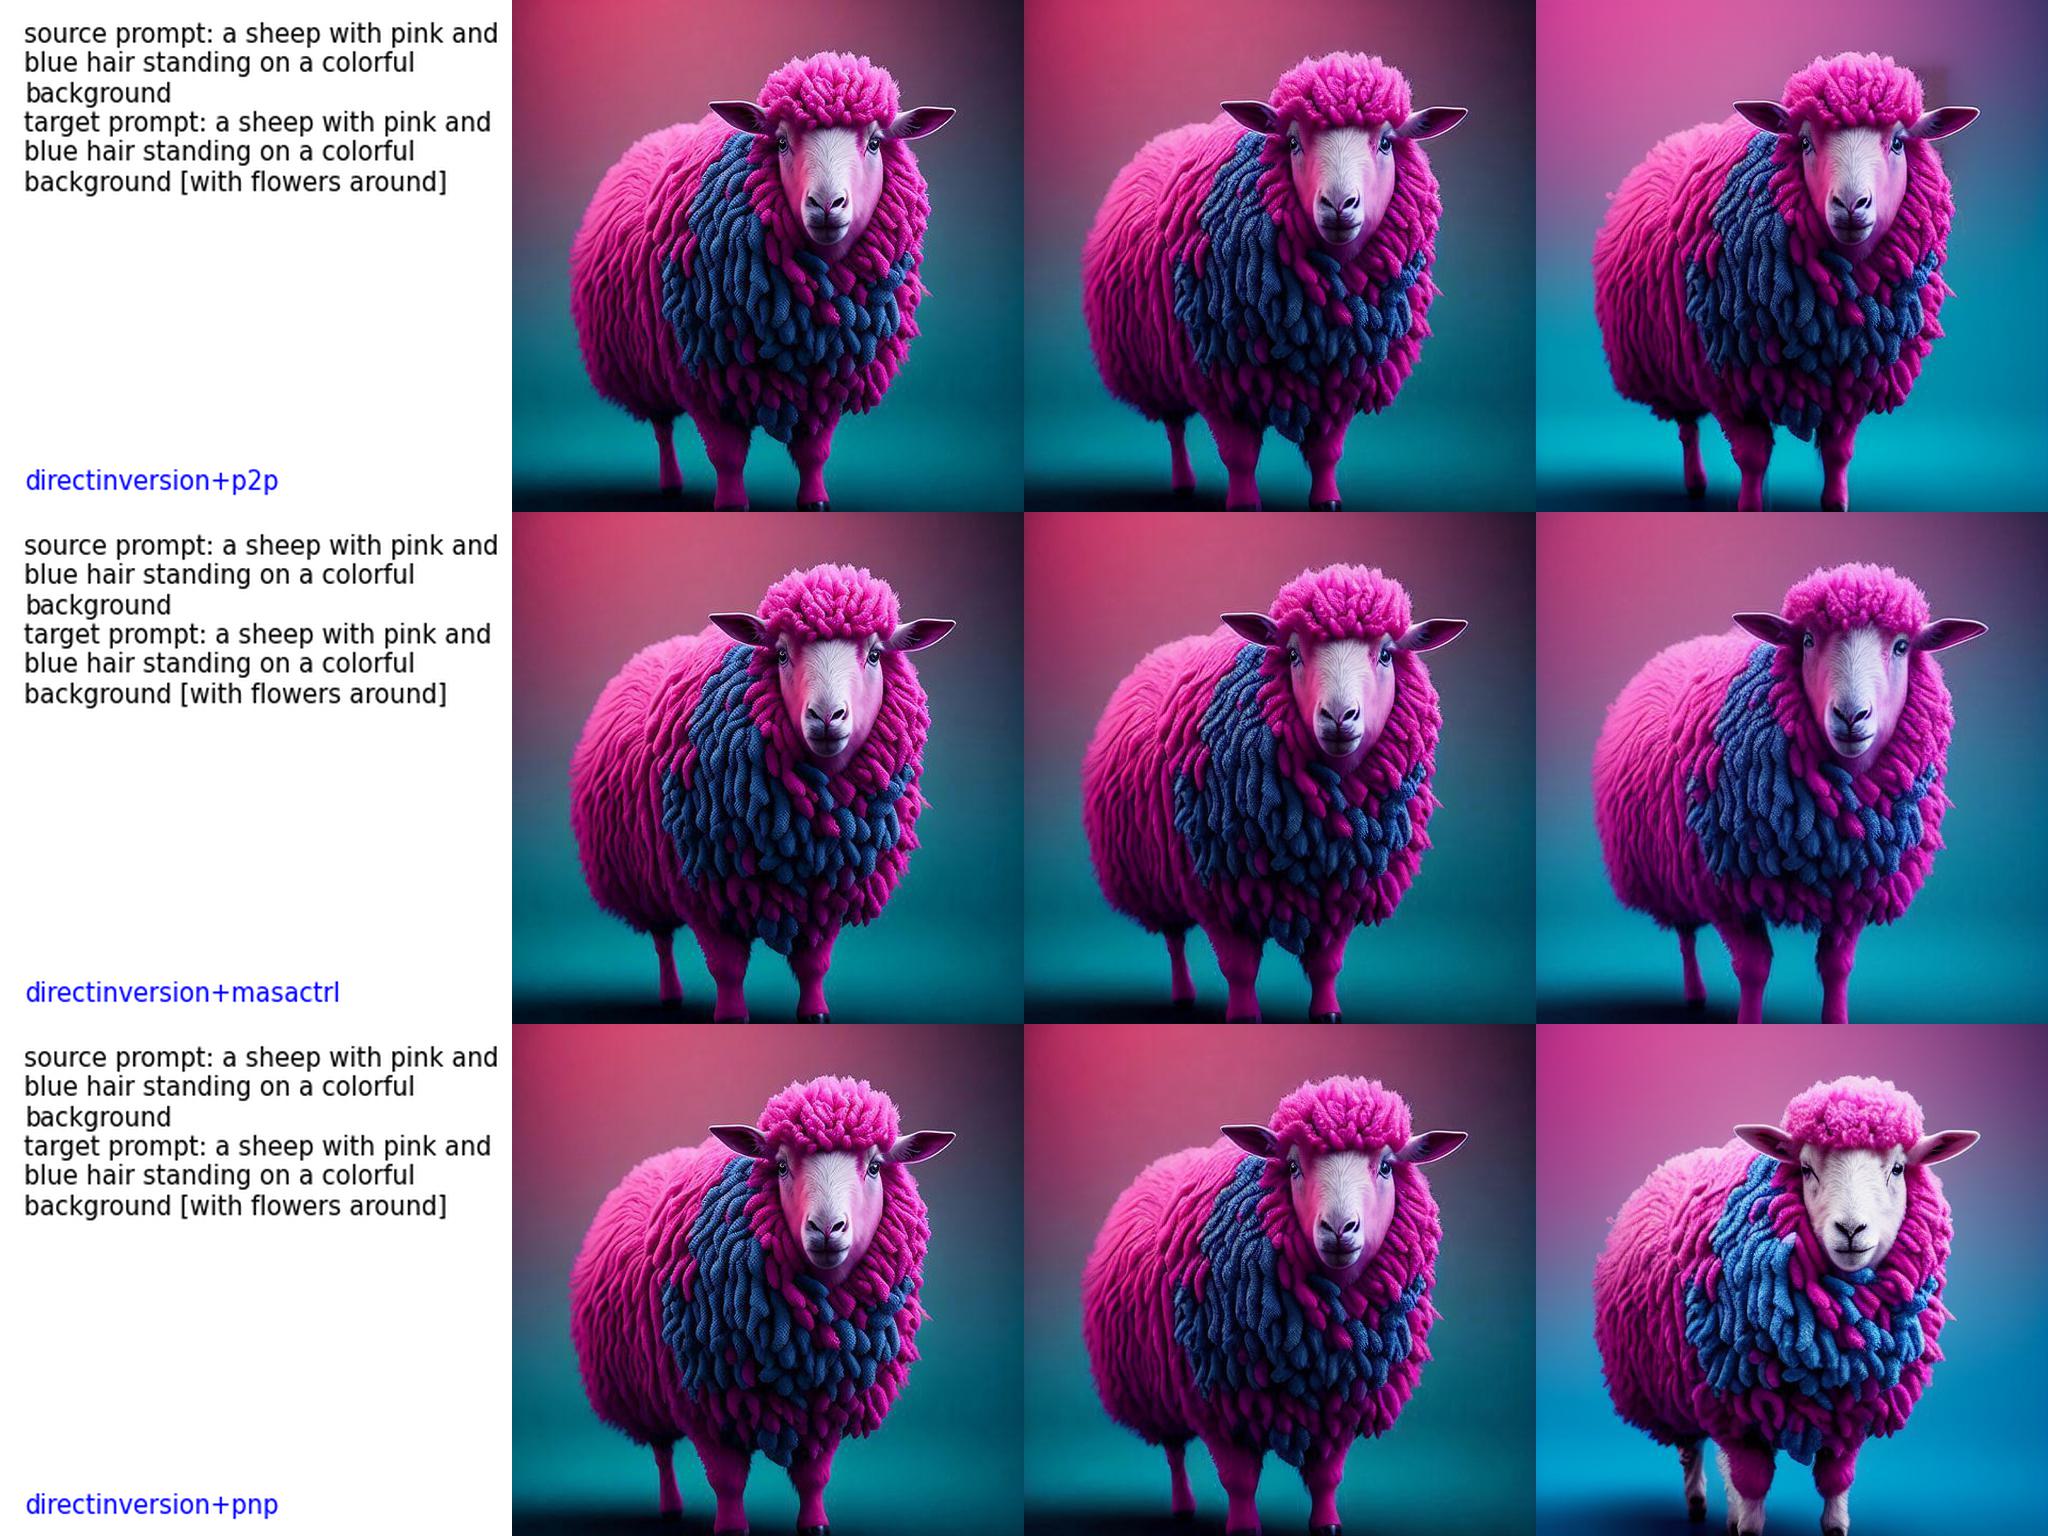 source prompt: a sheep with pink and
blue hair standing on a colorful
background
target prompt: a sheep with pink and
blue hair standing on a colorful
background [with flowers around]
directinversion+p2p
source prompt: a sheep with pink and
blue hair standing on a colorful
background
target prompt: a sheep with pink and
blue hair standing on a colorful
background [with flowers around]
directinversion+masactrl
source prompt: a sheep with pink and
blue hair standing on a colorful
background
target prompt: a sheep with pink and
blue hair standing on a colorful
background [with flowers around]
directinversion+pnp